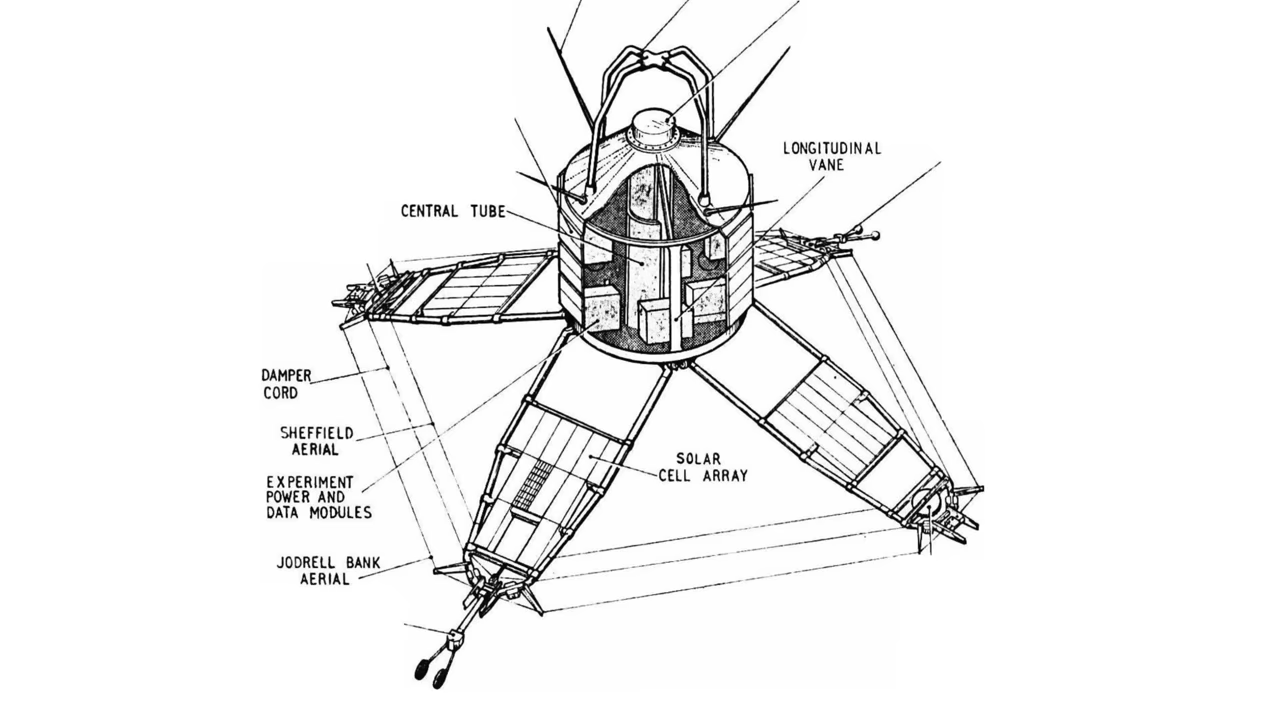 LONGITUDINAL
VANE
CENTRAL TUBE
DAMPER
CORD
SHEFFIELD
AERIAL
SOLAR
CELL ARRAY
EXPERIMENT
POWER AND
DATA MODULES
JODRELL BANK
AERIAL